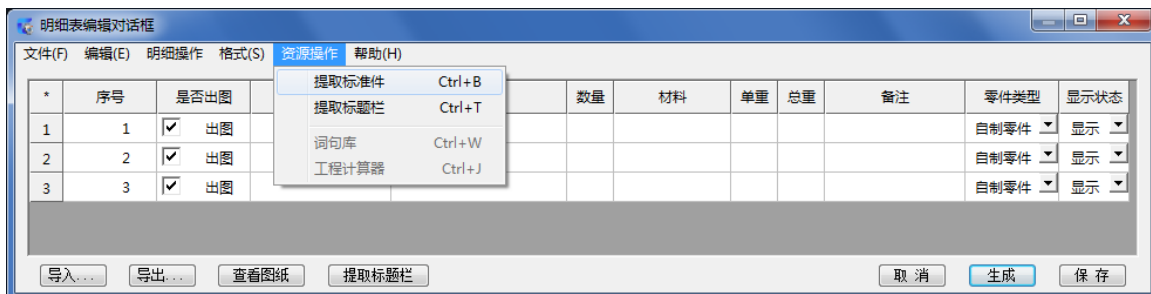 明细表编辑对话框
文件(F) 编辑(E) 明细操作 格式(S) 资源操作 帮助(H)
提取标准件 Ctrl+B
提取标题栏 Ctrl+T
词句库 Ctrl+W
工程计算器 Ctrl+J
* 序号 是否出图 数量 材料 单重 总重 备注 零件类型 显示状态
1 1 出图 自制零件 显示
2 2 出图 自制零件 显示
3 3 出图 自制零件 显示
导入... 导出... 查看图纸 提取标题栏 取 消 生成 保 存